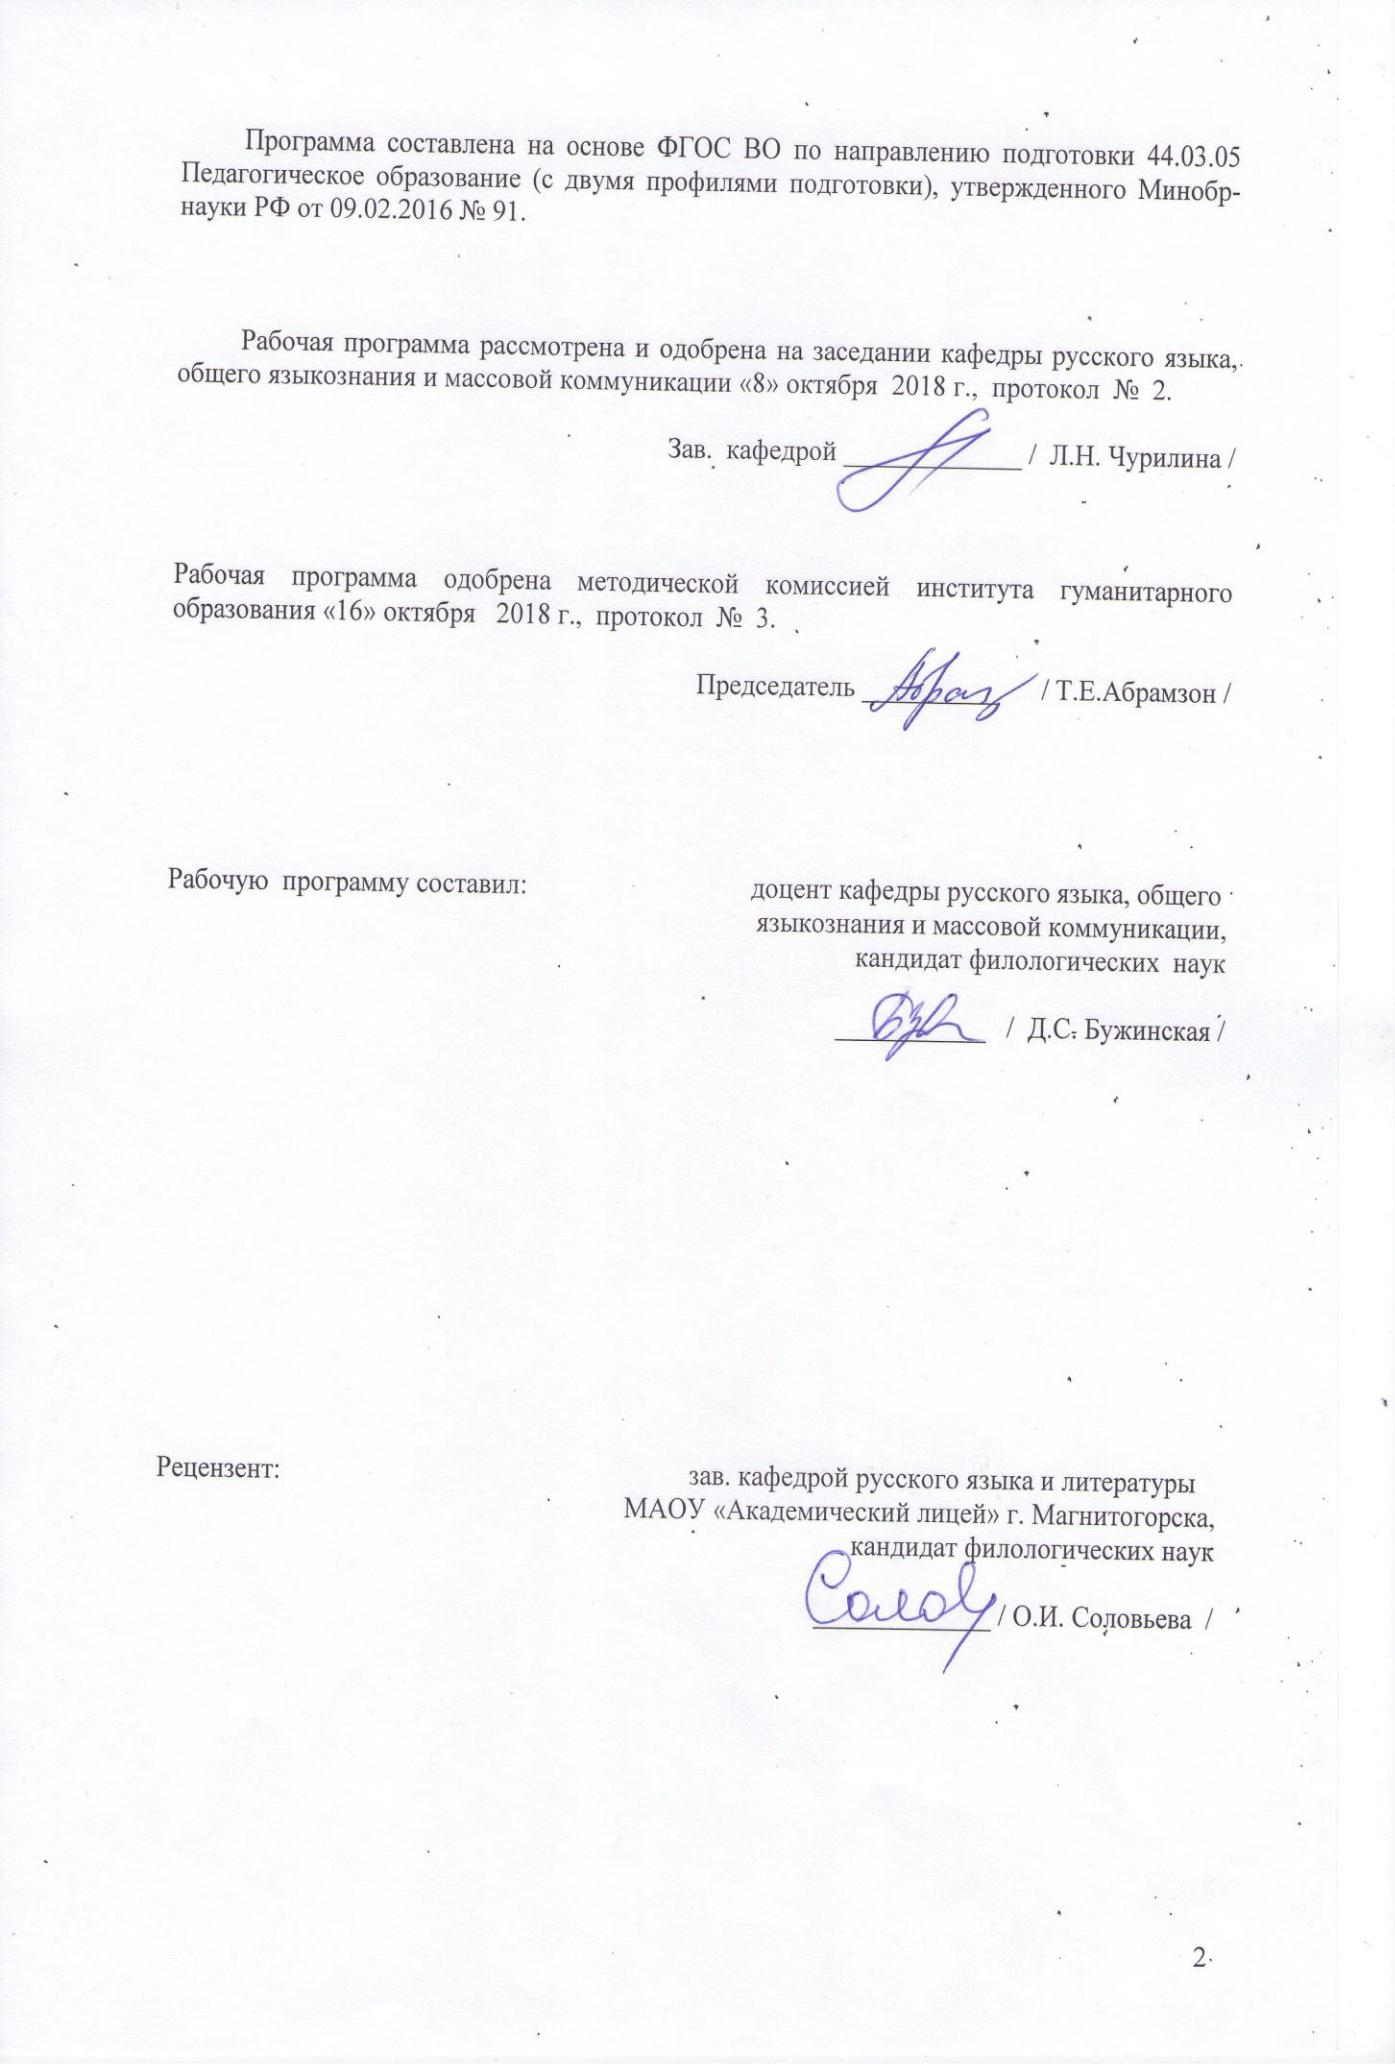 Программа составлена на основе ФГОС ВО по направлению подготовки 44.03.05
Педагогическое образование (с двумя профилями подготовки), утвержденного Минобр-
науки РФ от 09.02.2016 № 91.
Рабочая программа рассмотрена и одобрена на заседании кафедры русского языка,
общего языкознания и массовой коммуникации «8» октября 2018 г., протокол № 2.
Зав. кафедрой _____________ / Л.Н. Чурилина /
Рабочая программа одобрена методической комиссией института гуманитарного
образования «16» октября 2018 г., протокол № 3.
Председатель __________ / Т.Е.Абрамзон /
Рабочую программу составил:
доцент кафедры русского языка, общего
языкознания и массовой коммуникации,
кандидат филологических наук
___________ / Д.С. Бужинская /
Рецензент:
зав. кафедрой русского языка и литературы
МАОУ «Академический лицей» г. Магнитогорска,
кандидат филологических наук
_____________ / О.И. Соловьева /
2